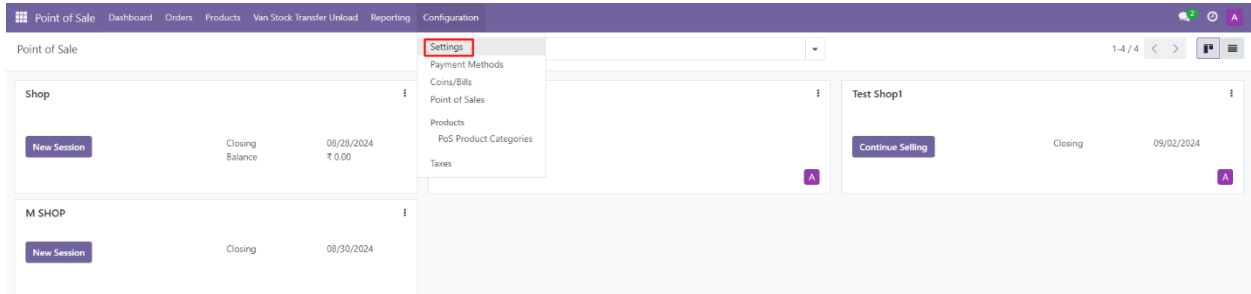 Point of Sale Dashboard Orders Products Van Stock Transfer Unload Reporting Configuration 2 A
Point of Sale 1-4 / 4
Settings
Payment Methods
Coins/Bills
Point of Sales
Products
PoS Product Categories
Taxes
Shop
New Session
Closing 08/28/2024
Balance ₹ 0.00
A
Test Shop1
Continue Selling
Closing 09/02/2024
A
M SHOP
New Session
Closing 08/30/2024